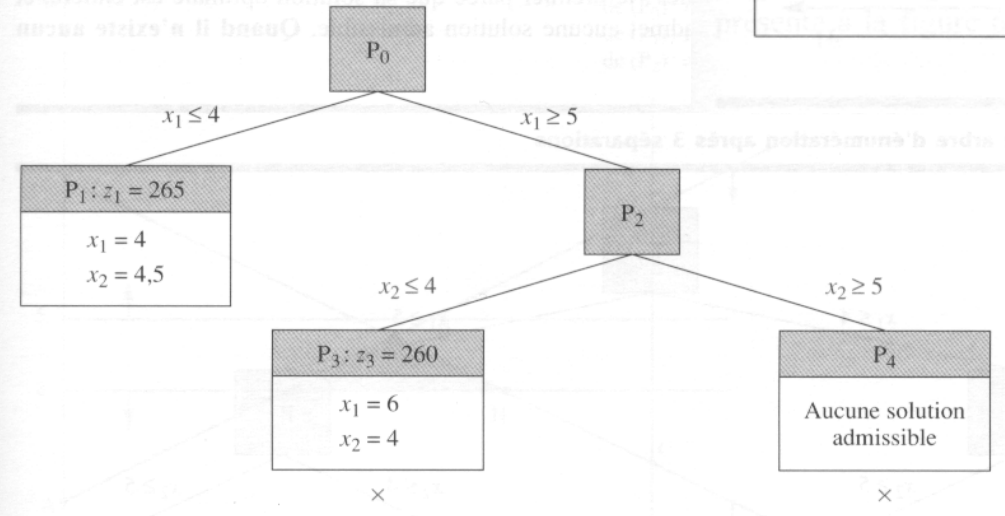 P₀
x₁ ≤ 4
x₁ ≥ 5
P₁ : z₁ = 265
x₁ = 4
x₂ = 4,5
P₂
x₂ ≤ 4
x₂ ≥ 5
P₃ : z₃ = 260
x₁ = 6
x₂ = 4
P₄
Aucune solution
admissible
×
×